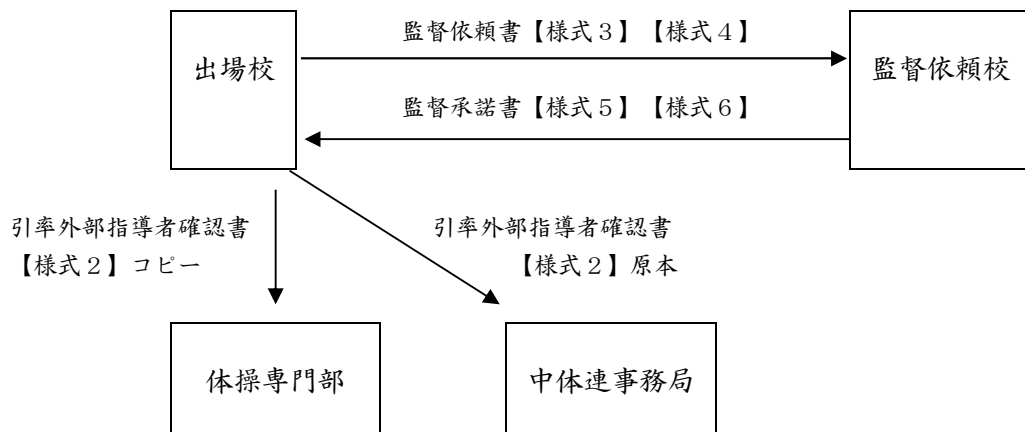 監督依頼書【様式３】【様式４】
出場校
監督依頼校
監督承諾書【様式５】【様式６】
引率外部指導者確認書
【様式２】コピー
引率外部指導者確認書
【様式２】原本
体操専門部
中体連事務局